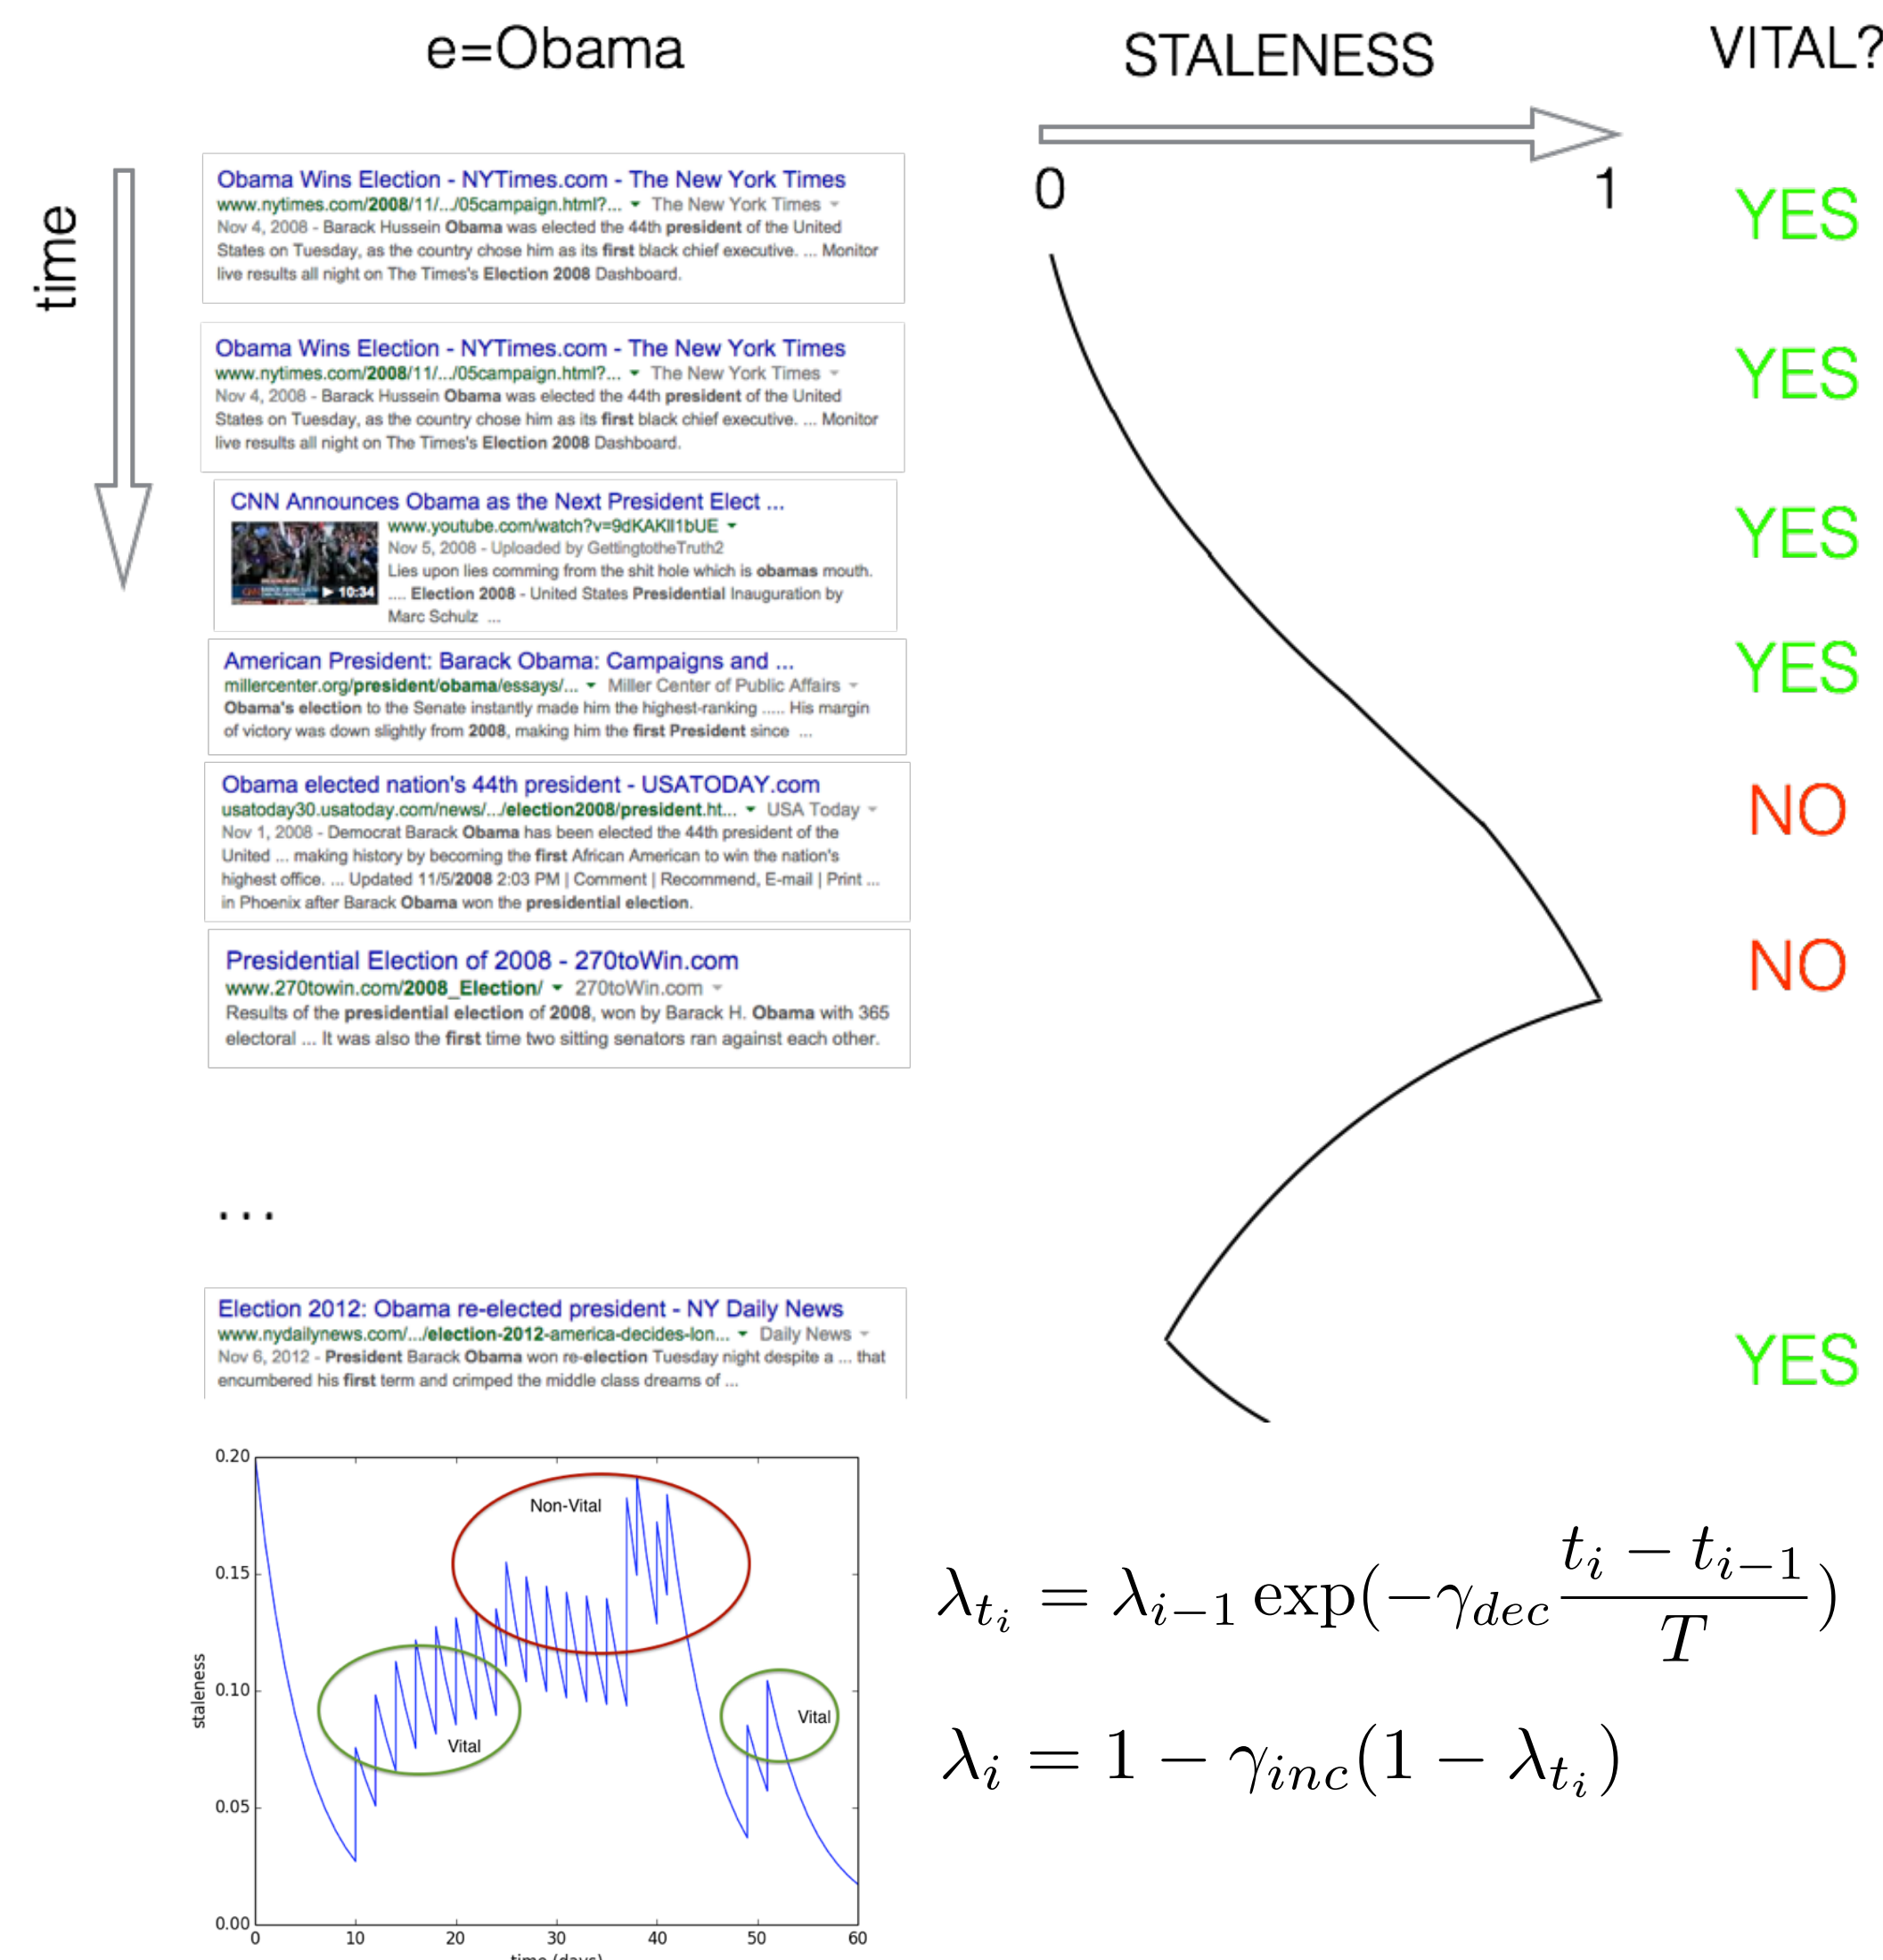 e=Obama
STALENESS
VITAL?
time
0
1
Obama Wins Election - NYTimes.com - The New York Times
www.nytimes.com/2008/11/.../05campaign.html?... The New York Times
Nov 4, 2008 - Barack Hussein Obama was elected the 44th president of the United
States on Tuesday, as the country chose him as its first black chief executive. ... Monitor
live results all night on The Times's Election 2008 Dashboard.
YES
Obama Wins Election - NYTimes.com - The New York Times
www.nytimes.com/2008/11/.../05campaign.html?... The New York Times
Nov 4, 2008 - Barack Hussein Obama was elected the 44th president of the United
States on Tuesday, as the country chose him as its first black chief executive. ... Monitor
live results all night on The Times's Election 2008 Dashboard.
YES
CNN Announces Obama as the Next President Elect ...
www.youtube.com/watch?v=9dKAKIl1bUE
Nov 5, 2008 - Uploaded by GettingtotheTruth2
Lies upon lies comming from the shit hole which is obamas mouth.
.... Election 2008 - United States Presidential Inauguration by
Marc Schulz ...
10:34
YES
American President: Barack Obama: Campaigns and ...
millercenter.org/president/obama/essays/... Miller Center of Public Affairs
Obama's election to the Senate instantly made him the highest-ranking ..... His margin
of victory was down slightly from 2008, making him the first President since ...
YES
Obama elected nation's 44th president - USATODAY.com
usatoday30.usatoday.com/news/.../election2008/president.ht... USA Today
Nov 1, 2008 - Democrat Barack Obama has been elected the 44th president of the
United ... making history by becoming the first African American to win the nation's
highest office. ... Updated 11/5/2008 2:03 PM | Comment | Recommend, E-mail | Print ...
in Phoenix after Barack Obama won the presidential election.
NO
Presidential Election of 2008 - 270toWin.com
www.270towin.com/2008_Election/ 270toWin.com
Results of the presidential election of 2008, won by Barack H. Obama with 365
electoral ... It was also the first time two sitting senators ran against each other.
NO
...
Election 2012: Obama re-elected president - NY Daily News
www.nydailynews.com/.../election-2012-america-decides-lon... Daily News
Nov 6, 2012 - President Barack Obama won re-election Tuesday night despite a ... that
encumbered his first term and crimped the middle class dreams of ...
YES
0.20
0.15
0.10
0.05
0.00
staleness
Non-Vital
Vital
Vital
0 10 20 30 40 50 60
time (days)
λ_{t_i} = λ_{i−1} exp(−γ_{dec} \frac{t_i − t_{i−1}}{T})
λ_i = 1 − γ_{inc}(1 − λ_{t_i})